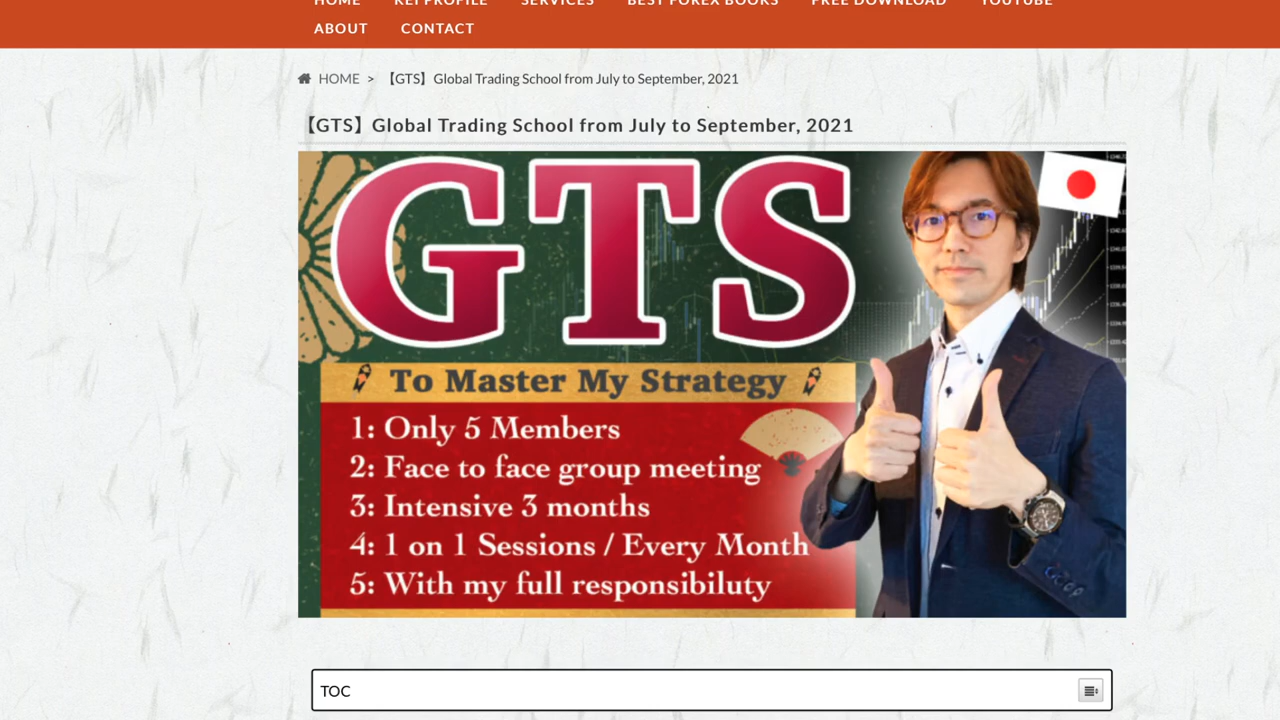 HOME KEI PROFILE SERVICES BEST FOREX BOOKS FREE DOWNLOAD YOUTUBE
ABOUT CONTACT
HOME > 【GTS】Global Trading School from July to September, 2021
【GTS】Global Trading School from July to September, 2021
GTS
To Master My Strategy
1: Only 5 Members
2: Face to face group meeting
3: Intensive 3 months
4: 1 on 1 Sessions / Every Month
5: With my full responsibiluty
TOC